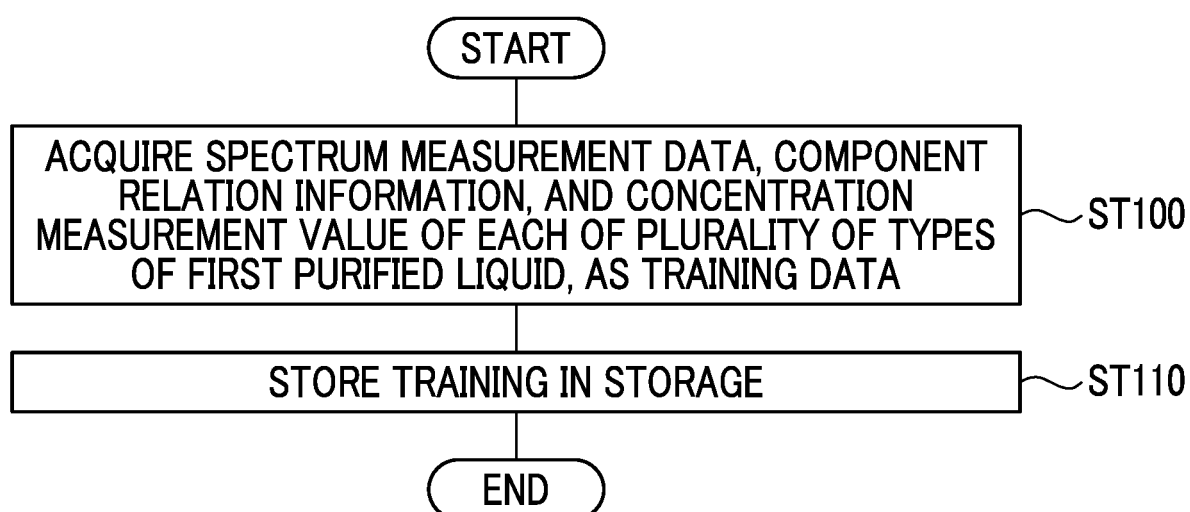 START
ACQUIRE SPECTRUM MEASUREMENT DATA, COMPONENT
RELATION INFORMATION, AND CONCENTRATION
MEASUREMENT VALUE OF EACH OF PLURALITY OF TYPES
OF FIRST PURIFIED LIQUID, AS TRAINING DATA
ST100
STORE TRAINING IN STORAGE
ST110
END